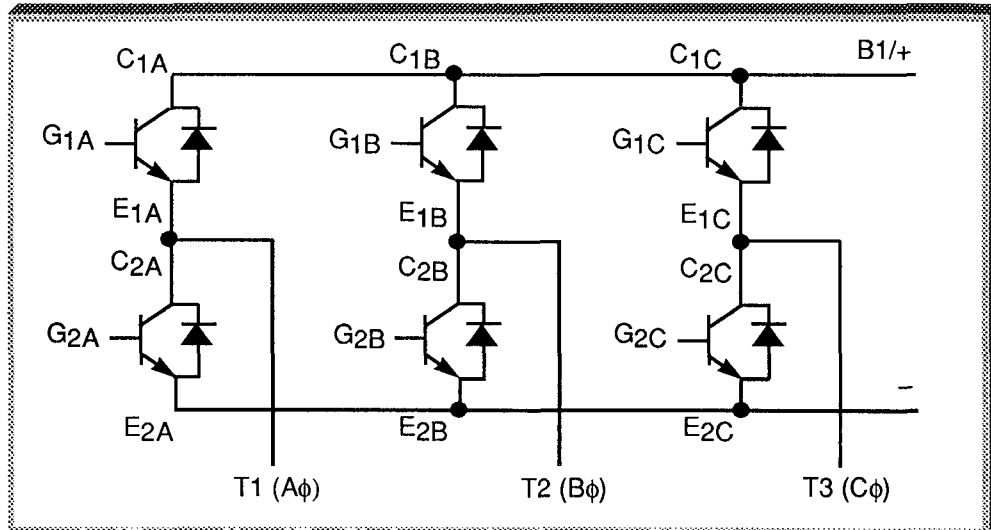 C1A C1B C1C B1/+
G1A G1B G1C
E1A E1B E1C
C2A C2B C2C
G2A G2B G2C
–
E2A E2B E2C
T1 (Aϕ) T2 (Bϕ) T3 (Cϕ)